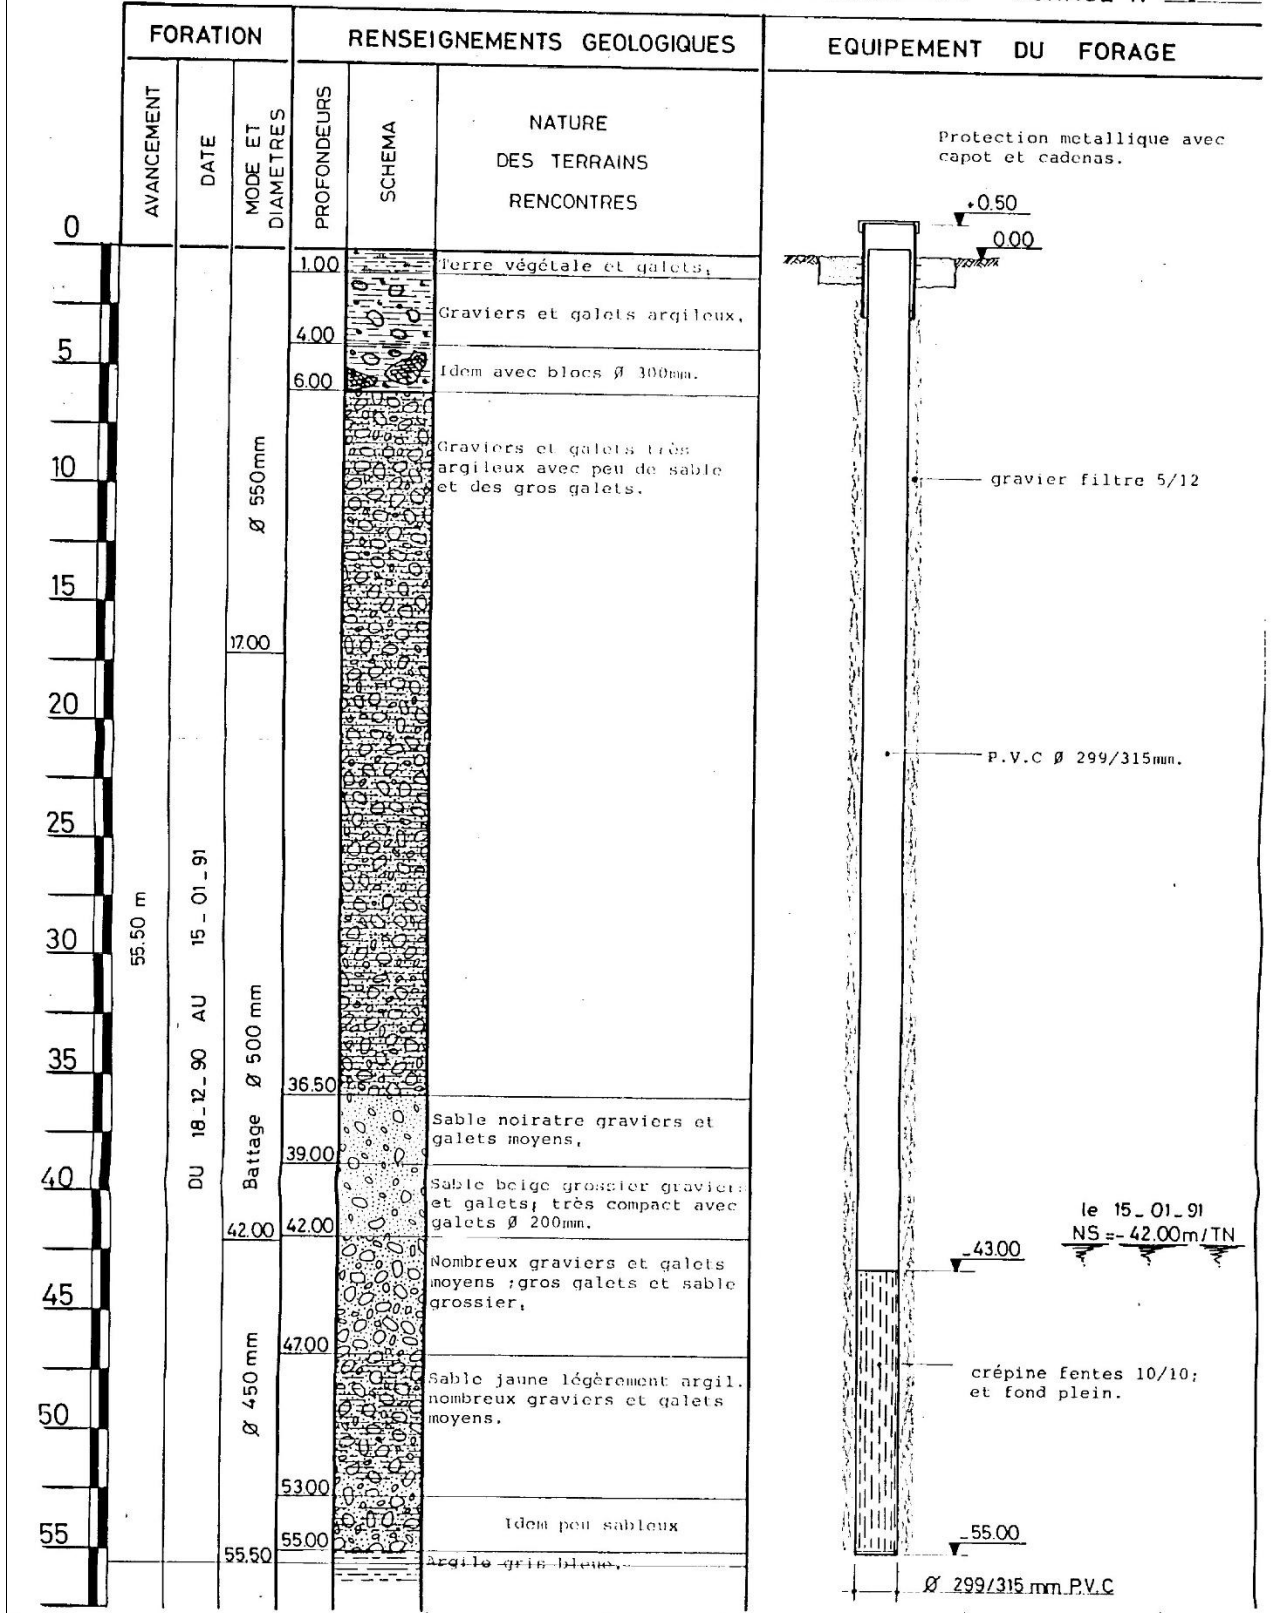 FORATION
RENSEIGNEMENTS GEOLOGIQUES
EQUIPEMENT DU FORAGE
AVANCEMENT
DATE
MODE ET
DIAMETRES
PROFONDEURS
SCHEMA
NATURE
DES TERRAINS
RENCONTRES
Protection metallique avec
capot et cadenas.
+0.50
0.00
0
5
10
15
20
25
30
35
40
45
50
55
55.50 m
DU 18_12_90 AU 15_01_91
Ø 550mm
17.00
Battage Ø 500 mm
42.00
Ø 450mm
55.50
1.00
4.00
6.00
36.50
39.00
42.00
47.00
53.00
55.00
Terre végétale et galets,
Graviers et galets argileux,
Idem avec blocs Ø 300mm.
Graviers et galets très
argileux avec peu de sable
et des gros galets.
Sable noiratre graviers et
galets moyens,
Sable beige grossier gravier
et galets; très compact avec
galets Ø 200mm.
Nombreux graviers et galets
moyens ;gros galets et sable
grossier,
Sable jaune légèrement argil.
nombreux graviers et galets
moyens.
Idem peu sableux
Argile gris bleue.
gravier filtre 5/12
P.V.C Ø 299/315mm.
le 15_01_91
NS =-42.00m/TN
_43.00
crépine fentes 10/10;
et fond plein.
_55.00
Ø 299/315 mm P.V.C